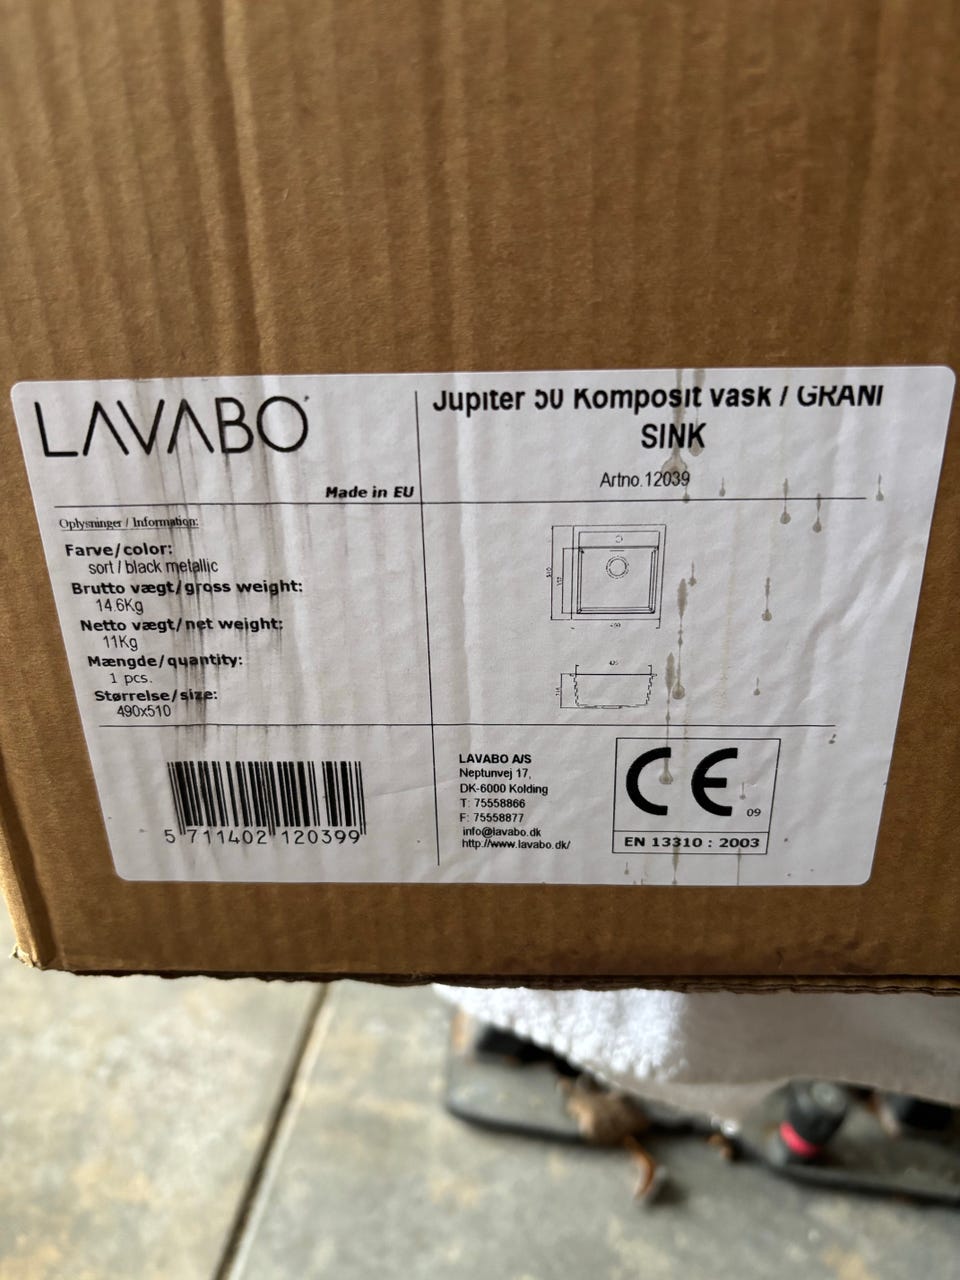 LAVABO
Made in EU
Jupiter 50 Komposit vask / GRANI
SINK
Artno.12039
Oplysninger / Information:
Farve/color:
sort / black metallic
Brutto vægt/gross weight:
14.6Kg
Netto vægt/net weight:
11Kg
Mængde/quantity:
1 pcs.
Størrelse/size:
490x510
5 711402 120399
LAVABO A/S
Neptunvej 17,
DK-6000 Kolding
T: 75558866
F: 75558877
info@lavabo.dk
http://www.lavabo.dk/
CE
09
EN 13310 : 2003